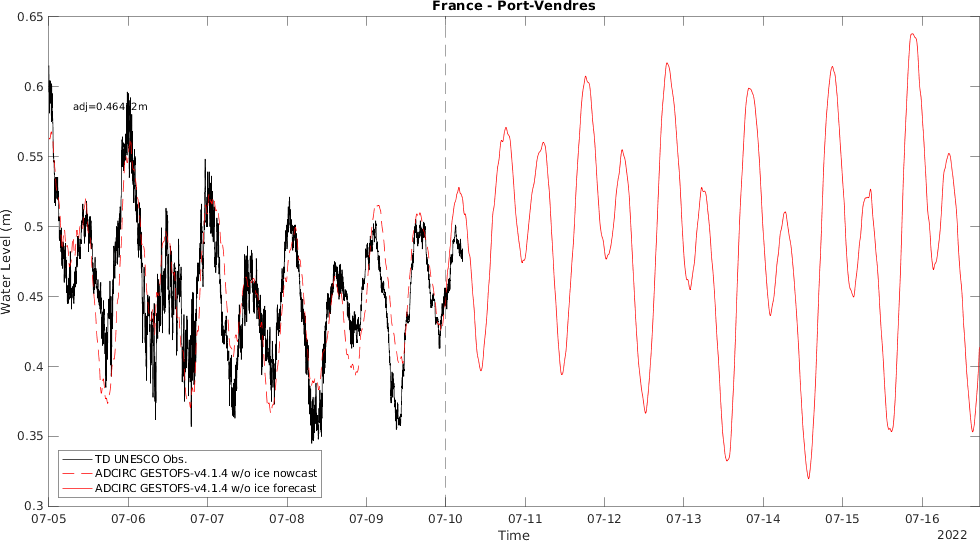 France - Port-Vendres
0.65
0.6
0.55
0.5
0.45
0.4
0.35
0.3
Water Level (m)
TD UNESCO Obs.
ADCIRC GESTOFS-v4.1.4 w/o ice nowcast
ADCIRC GESTOFS-v4.1.4 w/o ice forecast
07-05 07-06 07-07 07-08 07-09 07-10 07-11 07-12 07-13 07-14 07-15 07-16
Time
2022